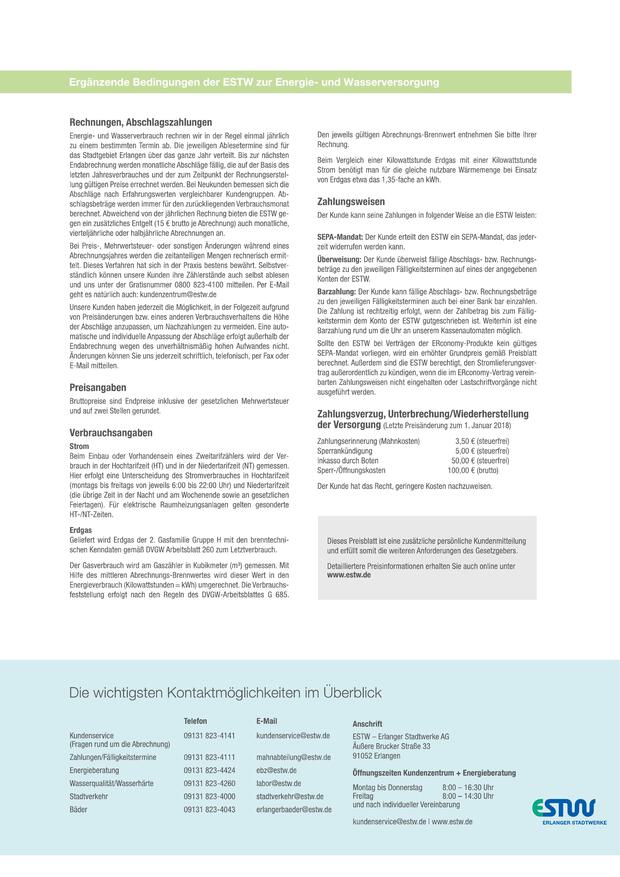 Ergänzende Bedingungen der ESTW zur Energie- und Wasserversorgung
Rechnungen, Abschlagszahlungen
Energie- und Wasserverbrauch rechnen wir in der Regel einmal jährlich
zu einem bestimmten Termin ab. Die jeweiligen Ablesetermine sind für
das Stadtgebiet Erlangen über das ganze Jahr verteilt. Bis zur nächsten
Endabrechnung werden monatliche Abschläge fällig, die auf der Basis des
letzten Jahresverbrauches und der zum Zeitpunkt der Rechnungserstel-
lung gültigen Preise errechnet werden. Bei Neukunden bemessen sich die
Abschläge nach Erfahrungswerten vergleichbarer Kundengruppen. Ab-
schlagsbeträge werden immer für den zurückliegenden Verbrauchsmonat
berechnet. Abweichend von der jährlichen Rechnung bieten die ESTW ge-
gen ein zusätzliches Entgelt (15 € brutto je Abrechnung) auch monatliche,
vierteljährliche oder halbjährliche Abrechnungen an.
Bei Preis-, Mehrwertsteuer- oder sonstigen Änderungen während eines
Abrechnungsjahres werden die zeitanteiligen Mengen rechnerisch ermit-
telt. Dieses Verfahren hat sich in der Praxis bestens bewährt. Selbstver-
ständlich können unsere Kunden ihre Zählerstände auch selbst ablesen
und uns unter der Gratisnummer 0800 823-4100 mitteilen. Per E-Mail
geht es natürlich auch: kundenzentrum@estw.de
Unsere Kunden haben jederzeit die Möglichkeit, in der Folgezeit aufgrund
von Preisänderungen bzw. eines anderen Verbrauchsverhaltens die Höhe
der Abschläge anzupassen, um Nachzahlungen zu vermeiden. Eine auto-
matische und individuelle Anpassung der Abschläge erfolgt außerhalb der
Endabrechnung wegen des unverhältnismäßig hohen Aufwandes nicht.
Änderungen können Sie uns jederzeit schriftlich, telefonisch, per Fax oder
E-Mail mitteilen.
Preisangaben
Bruttopreise sind Endpreise inklusive der gesetzlichen Mehrwertsteuer
und auf zwei Stellen gerundet.
Verbrauchsangaben
Strom
Beim Einbau oder Vorhandensein eines Zweitarifzählers wird der Ver-
brauch in der Hochtarifzeit (HT) und in der Niedertarifzeit (NT) gemessen.
Hier erfolgt eine Unterscheidung des Stromverbrauches in Hochtarifzeit
(montags bis freitags von jeweils 6:00 bis 22:00 Uhr) und Niedertarifzeit
(die übrige Zeit in der Nacht und am Wochenende sowie an gesetzlichen
Feiertagen). Für elektrische Raumheizungsanlagen gelten gesonderte
HT-/NT-Zeiten.
Erdgas
Geliefert wird Erdgas der 2. Gasfamilie Gruppe H mit den brenntechni-
schen Kenndaten gemäß DVGW Arbeitsblatt 260 zum Letztverbrauch.
Der Gasverbrauch wird am Gaszähler in Kubikmeter (m³) gemessen. Mit
Hilfe des mittleren Abrechnungs-Brennwertes wird dieser Wert in den
Energieverbrauch (Kilowattstunden = kWh) umgerechnet. Die Verbrauchs-
feststellung erfolgt nach den Regeln des DVGW-Arbeitsblattes G 685.
Den jeweils gültigen Abrechnungs-Brennwert entnehmen Sie bitte Ihrer
Rechnung.
Beim Vergleich einer Kilowattstunde Erdgas mit einer Kilowattstunde
Strom benötigt man für die gleiche nutzbare Wärmemenge bei Einsatz
von Erdgas etwa das 1,35-fache an kWh.
Zahlungsweisen
Der Kunde kann seine Zahlungen in folgender Weise an die ESTW leisten:
SEPA-Mandat: Der Kunde erteilt den ESTW ein SEPA-Mandat, das jeder-
zeit widerrufen werden kann.
Überweisung: Der Kunde überweist fällige Abschlags- bzw. Rechnungs-
beträge zu den jeweiligen Fälligkeitsterminen auf eines der angegebenen
Konten der ESTW.
Barzahlung: Der Kunde kann fällige Abschlags- bzw. Rechnungsbeträge
zu den jeweiligen Fälligkeitsterminen auch bei einer Bank bar einzahlen.
Die Zahlung ist rechtzeitig erfolgt, wenn der Zahlbetrag bis zum Fällig-
keitstermin dem Konto der ESTW gutgeschrieben ist. Weiterhin ist eine
Barzahlung rund um die Uhr an unserem Kassenautomaten möglich.
Sollte den ESTW bei Verträgen der ERconomy-Produkte kein gültiges
SEPA-Mandat vorliegen, wird ein erhöhter Grundpreis gemäß Preisblatt
berechnet. Außerdem sind die ESTW berechtigt, den Stromlieferungsver-
trag außerordentlich zu kündigen, wenn die im ERconomy-Vertrag verein-
barten Zahlungsweisen nicht eingehalten oder Lastschriftvorgänge nicht
ausgeführt werden.
Zahlungsverzug, Unterbrechung/Wiederherstellung
der Versorgung (Letzte Preisänderung zum 1. Januar 2018)
Zahlungserinnerung (Mahnkosten) 3,50 € (steuerfrei)
Sperrankündigung 5,00 € (steuerfrei)
Inkasso durch Boten 50,00 € (steuerfrei)
Sperr-/Öffnungskosten 100,00 € (brutto)
Der Kunde hat das Recht, geringere Kosten nachzuweisen.
Dieses Preisblatt ist eine zusätzliche persönliche Kundenmitteilung
und erfüllt somit die weiteren Anforderungen des Gesetzgebers.
Detailliertere Preisinformationen erhalten Sie auch online unter
www.estw.de
Die wichtigsten Kontaktmöglichkeiten im Überblick
Telefon E-Mail
Kundenservice 09131 823-4141 kundenservice@estw.de
(Fragen rund um die Abrechnung)
Zahlungen/Fälligkeitstermine 09131 823-4111 mahnabteilung@estw.de
Energieberatung 09131 823-4424 ebz@estw.de
Wasserqualität/Wasserhärte 09131 823-4260 labor@estw.de
Stadtverkehr 09131 823-4000 stadtverkehr@estw.de
Bäder 09131 823-4043 erlangerbaeder@estw.de
Anschrift
ESTW – Erlanger Stadtwerke AG
Äußere Brucker Straße 33
91052 Erlangen
Öffnungszeiten Kundenzentrum + Energieberatung
Montag bis Donnerstag 8:00 – 16:30 Uhr
Freitag 8:00 – 14:30 Uhr
und nach individueller Vereinbarung
kundenservice@estw.de | www.estw.de
ESTW
ERLANGER STADTWERKE